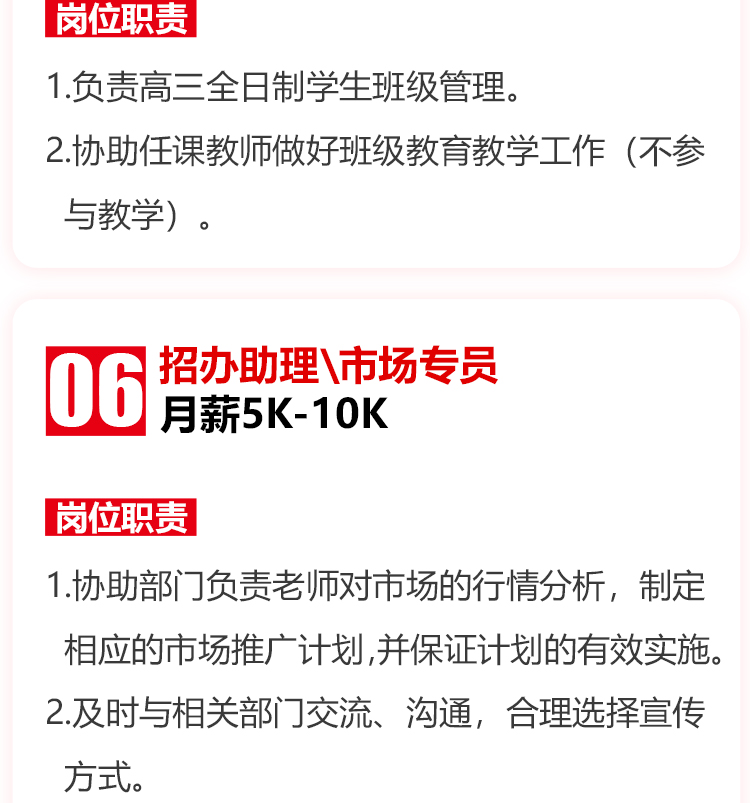 岗位职责
1.负责高三全日制学生班级管理。
2.协助任课教师做好班级教育教学工作（不参
与教学）。
06 招办助理\市场专员
月薪5K-10K
岗位职责
1.协助部门负责老师对市场的行情分析，制定
相应的市场推广计划,并保证计划的有效实施。
2.及时与相关部门交流、沟通，合理选择宣传
方式。